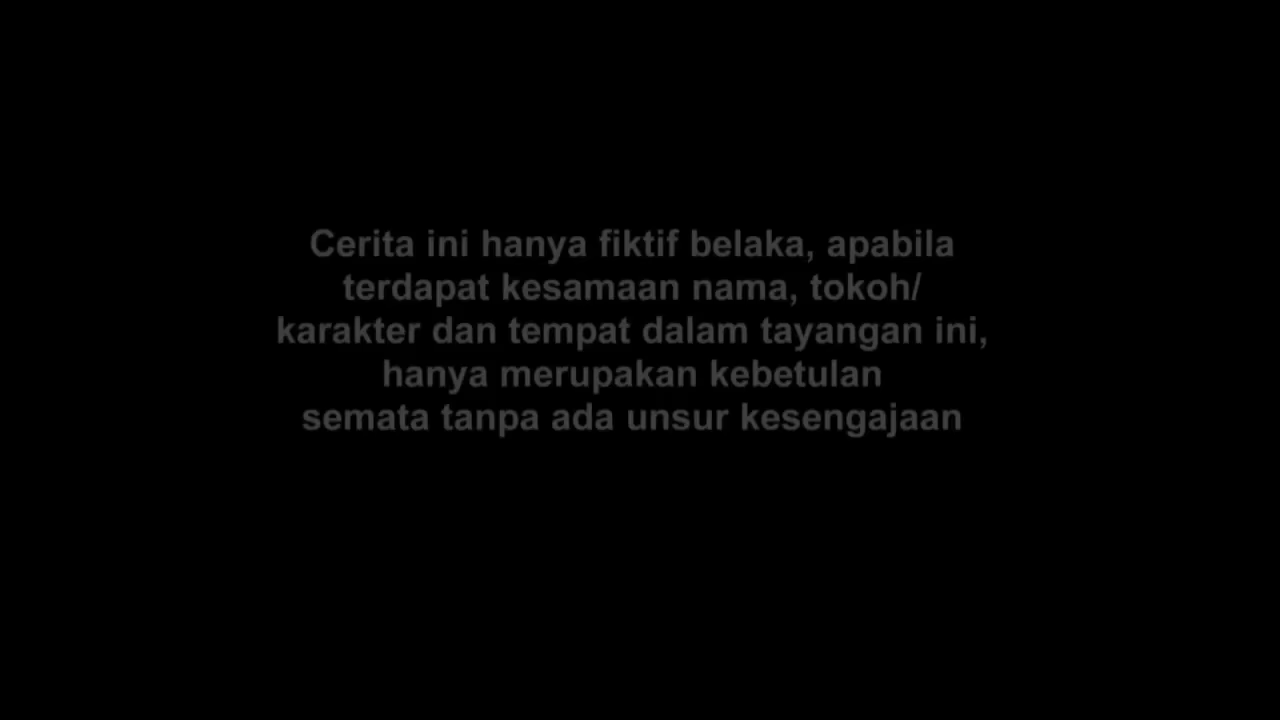 Cerita ini hanya fiktif belaka, apabila
terdapat kesamaan nama, tokoh/
karakter dan tempat dalam tayangan ini,
hanya merupakan kebetulan
semata tanpa ada unsur kesengajaan